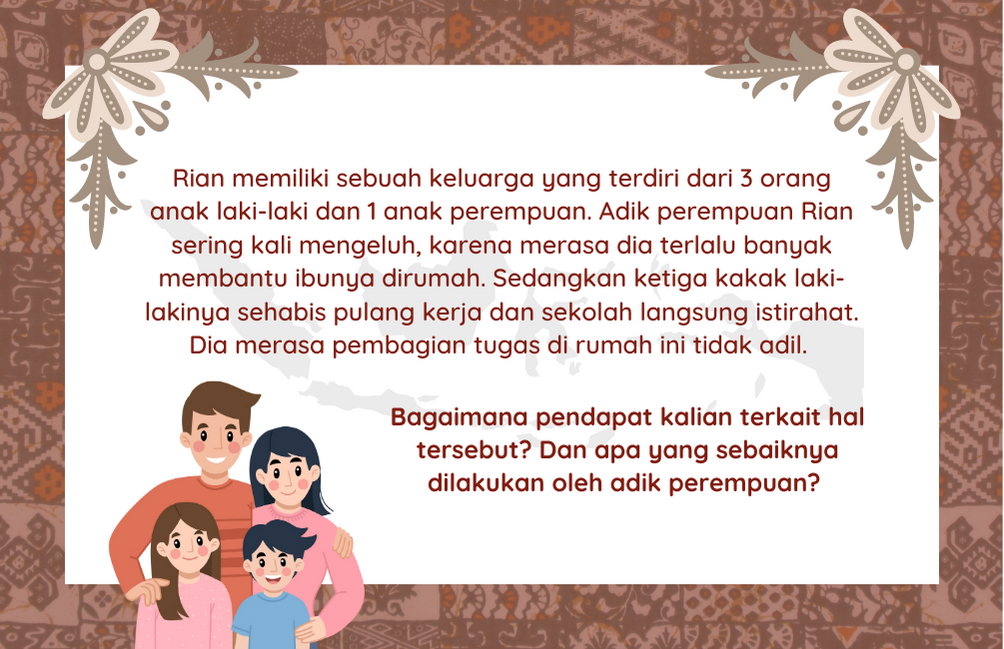 Rian memiliki sebuah keluarga yang terdiri dari 3 orang
anak laki-laki dan 1 anak perempuan. Adik perempuan Rian
sering kali mengeluh, karena merasa dia terlalu banyak
membantu ibunya dirumah. Sedangkan ketiga kakak laki-
lakinya sehabis pulang kerja dan sekolah langsung istirahat.
Dia merasa pembagian tugas di rumah ini tidak adil.
Bagaimana pendapat kalian terkait hal
tersebut? Dan apa yang sebaiknya
dilakukan oleh adik perempuan?